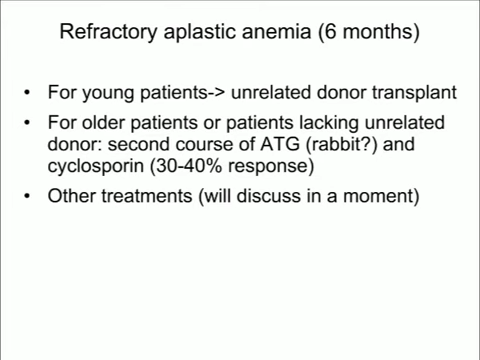 Refractory aplastic anemia (6 months)
• For young patients-> unrelated donor transplant
• For older patients or patients lacking unrelated
donor: second course of ATG (rabbit?) and
cyclosporin (30-40% response)
• Other treatments (will discuss in a moment)